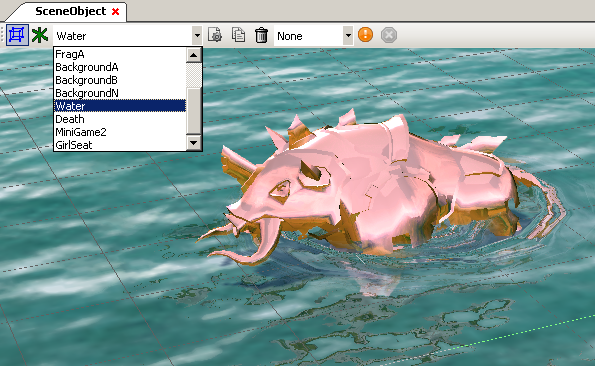 SceneObject
Water
None
FragA
BackgroundA
BackgroundB
BackgroundN
Water
Death
MiniGame2
GirlSeat